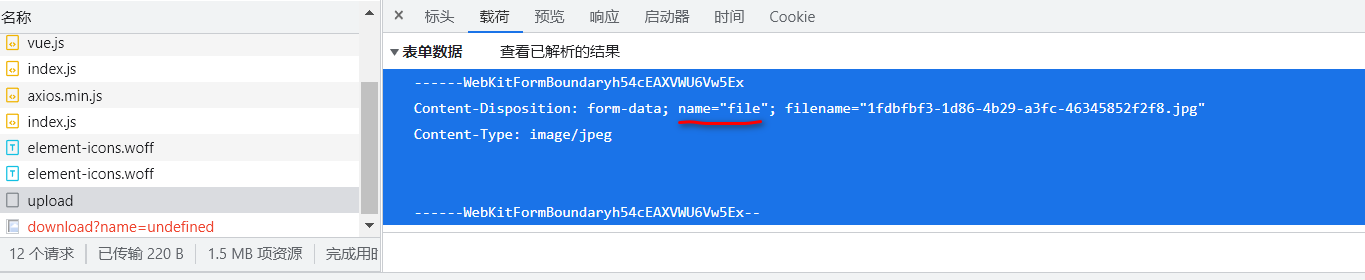 名称
vue.js
index.js
axios.min.js
index.js
element-icons.woff
element-icons.woff
upload
download?name=undefined
12 个请求 已传输 220 B 1.5 MB 项资源 完成用时
× 标头 载荷 预览 响应 启动器 时间 Cookie
▼表单数据 查看已解析的结果
------WebKitFormBoundaryh54cEAXVWU6Vw5Ex
Content-Disposition: form-data; name="file"; filename="1fdbfbf3-1d86-4b29-a3fc-46345852f2f8.jpg"
Content-Type: image/jpeg
------WebKitFormBoundaryh54cEAXVWU6Vw5Ex--